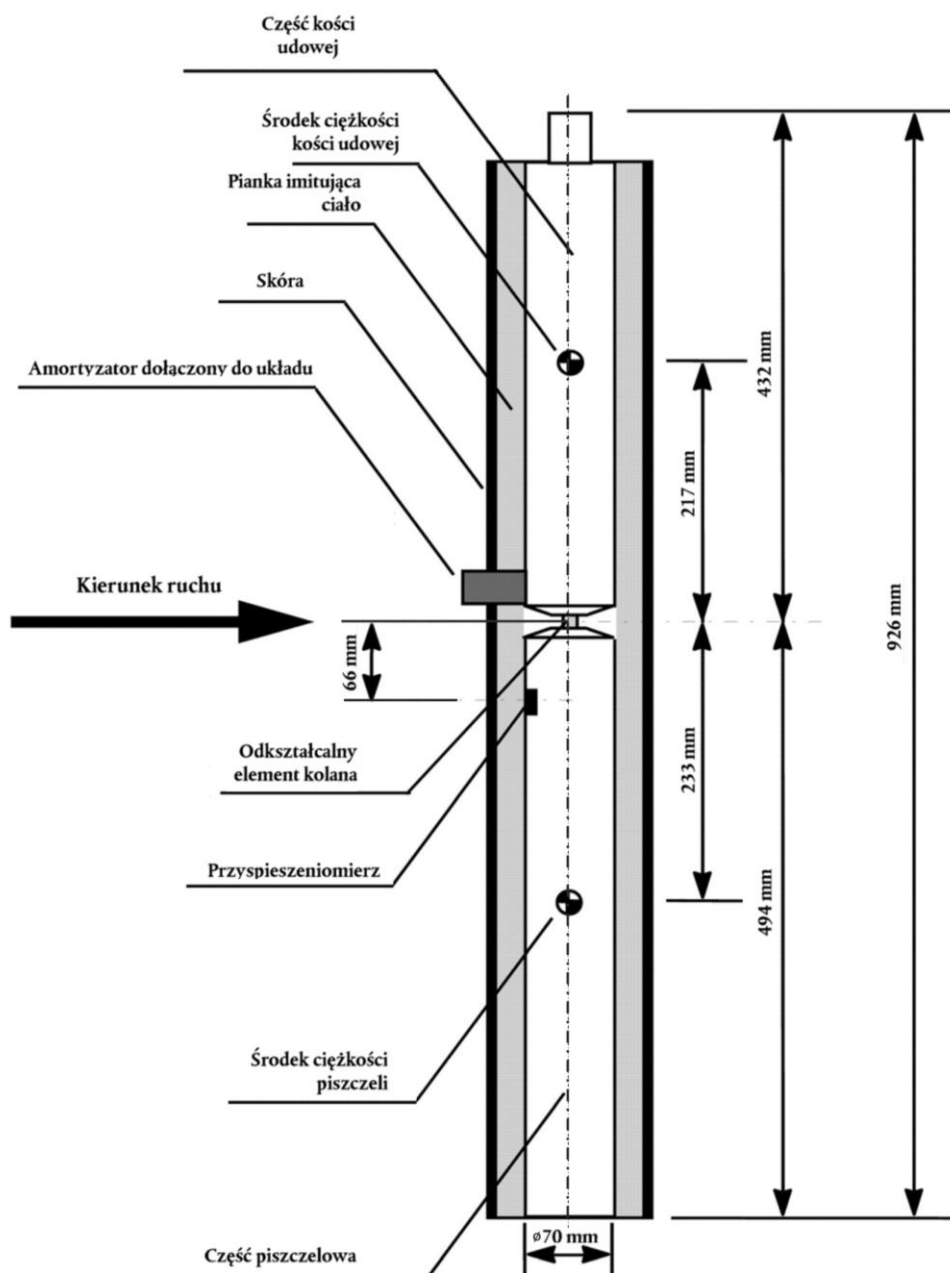 Część kości
udowej
Środek ciężkości
kości udowej
Pianka imitująca
ciało
Skóra
Amortyzator dołączony do układu
Kierunek ruchu
66 mm
Odkształcalny
element kolana
Przyspieszeniomierz
Środek ciężkości
piszczeli
Część piszczelowa
ø70 mm
217 mm
233 mm
432 mm
494 mm
926 mm